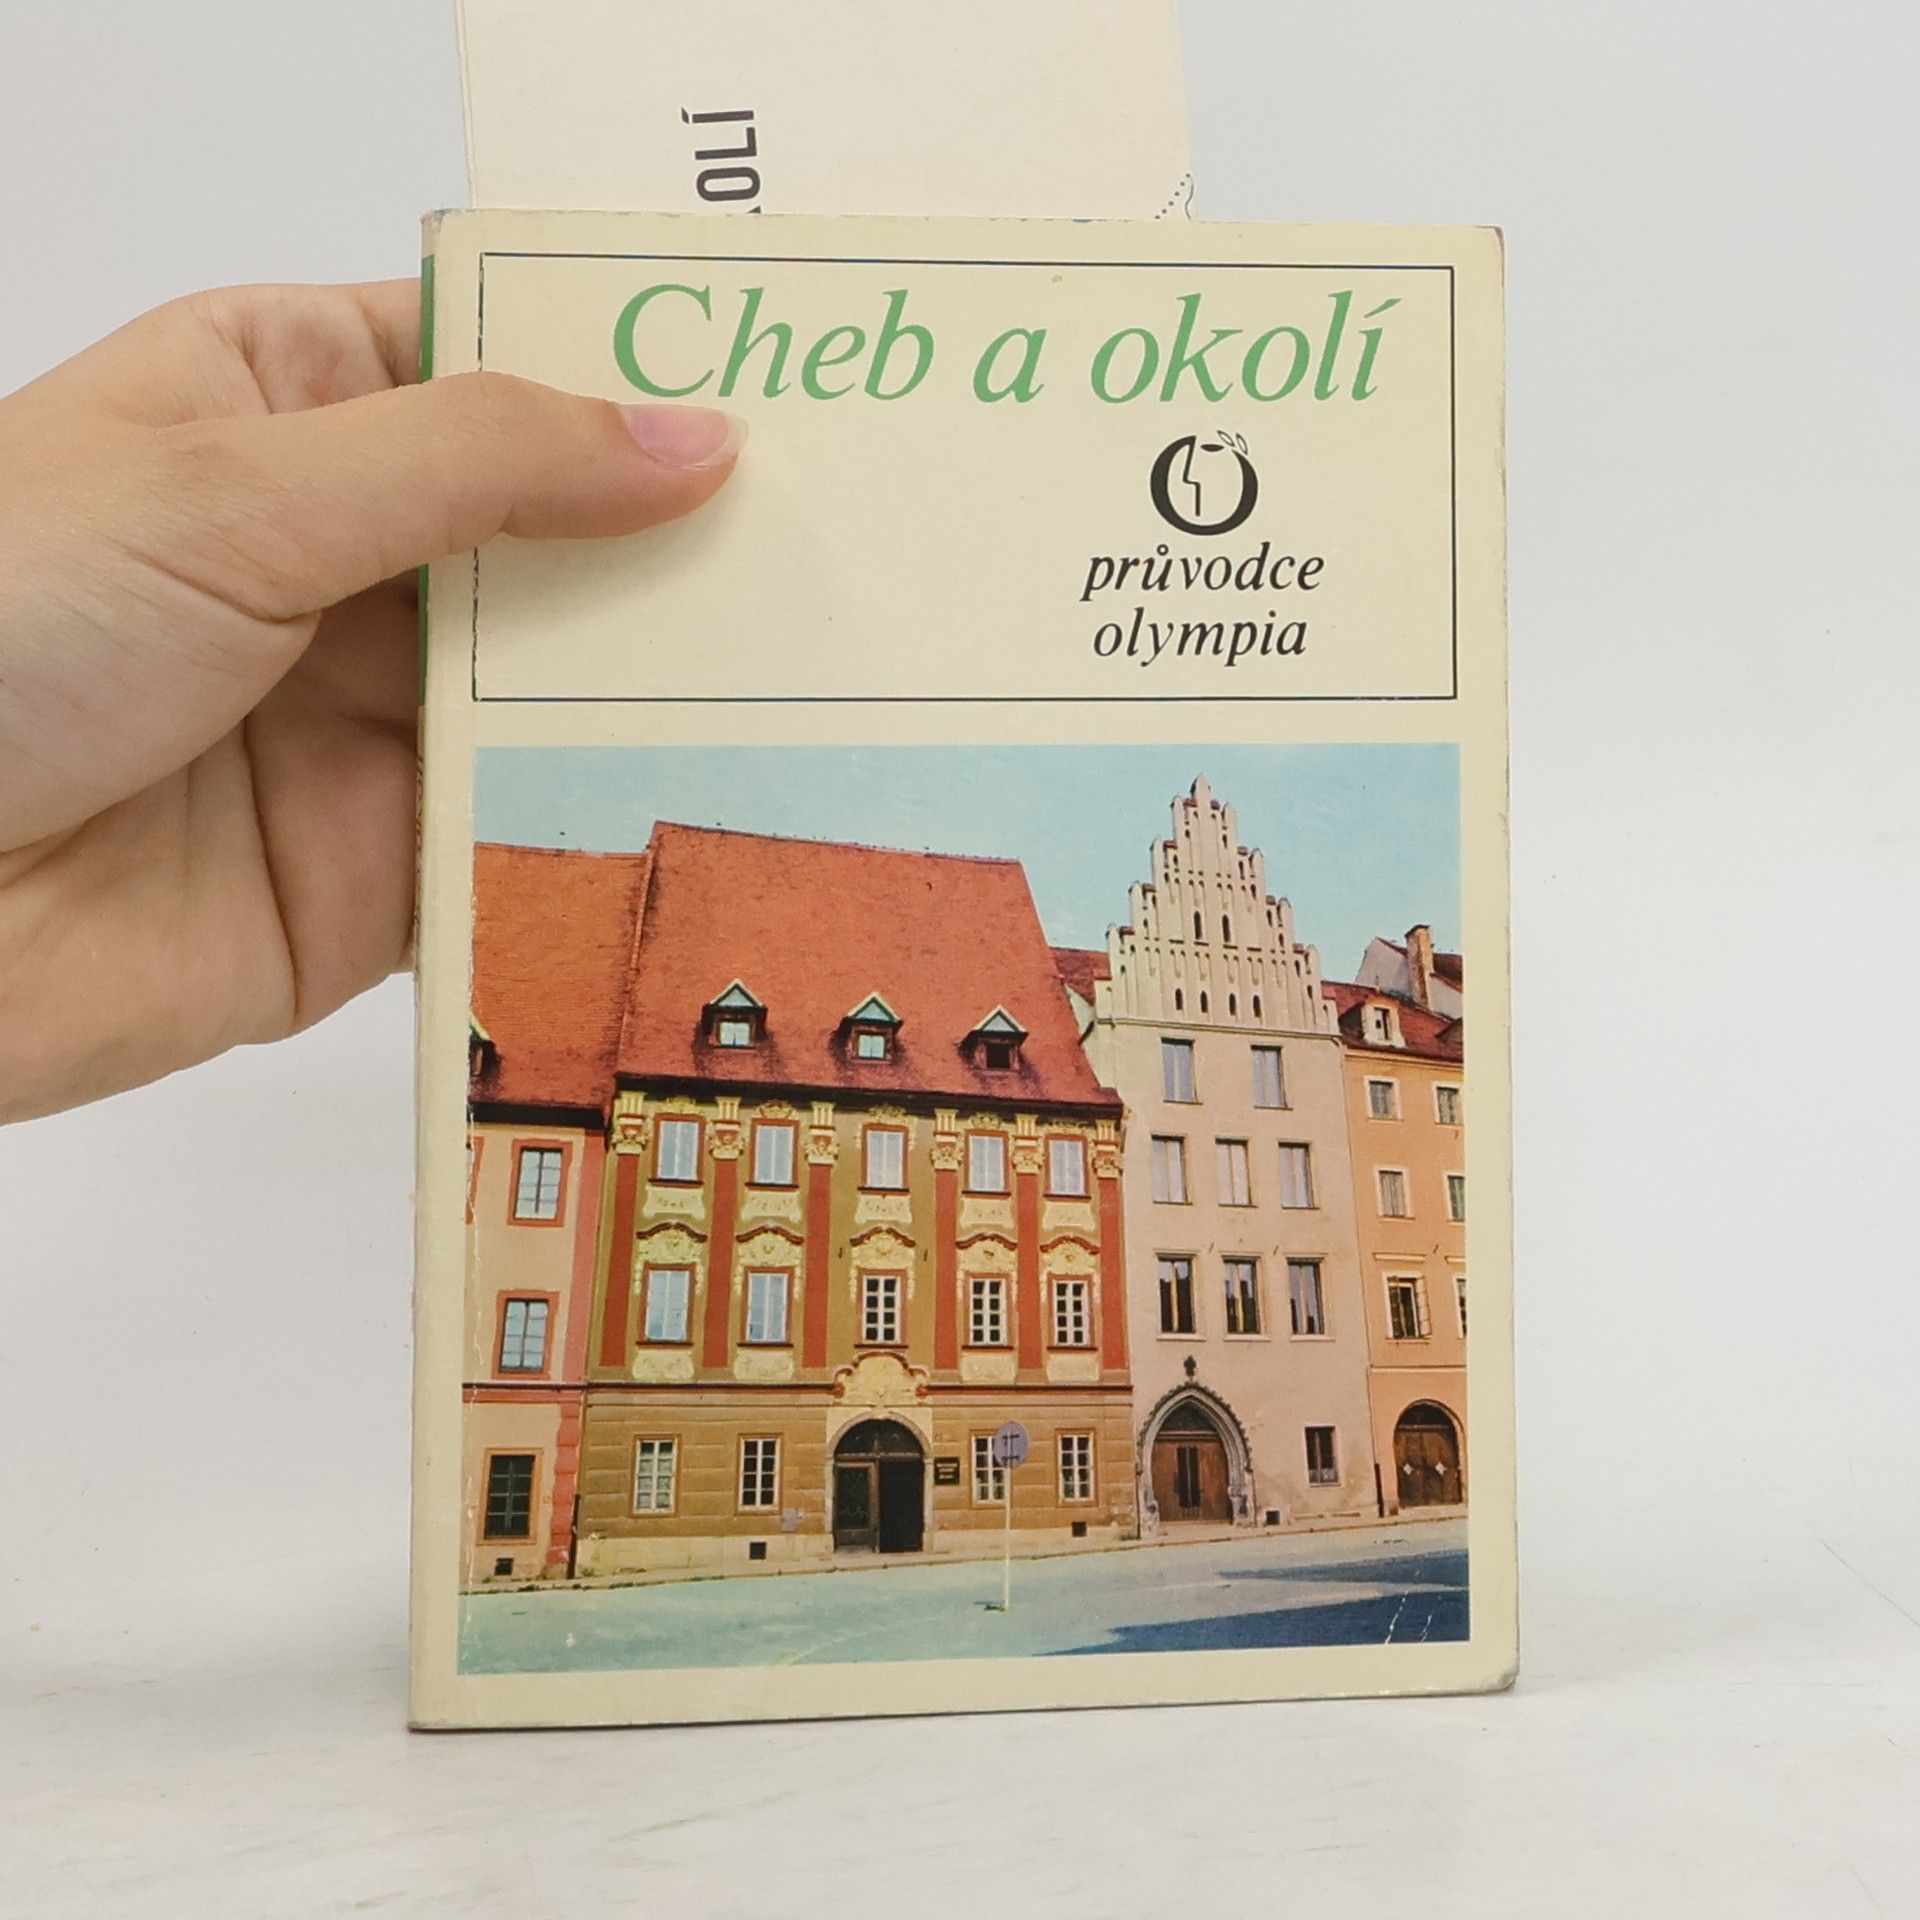 OLÍ
Cheb a okolí
průvodce
olympia